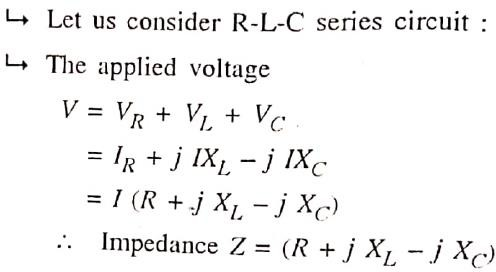 ↳ Let us consider R-L-C series circuit :
↳ The applied voltage
V = V_R + V_L + V_C
= I_R + j IX_L – j IX_C
= I (R + j X_L – j X_C)
∴ Impedance Z = (R + j X_L – j X_C)